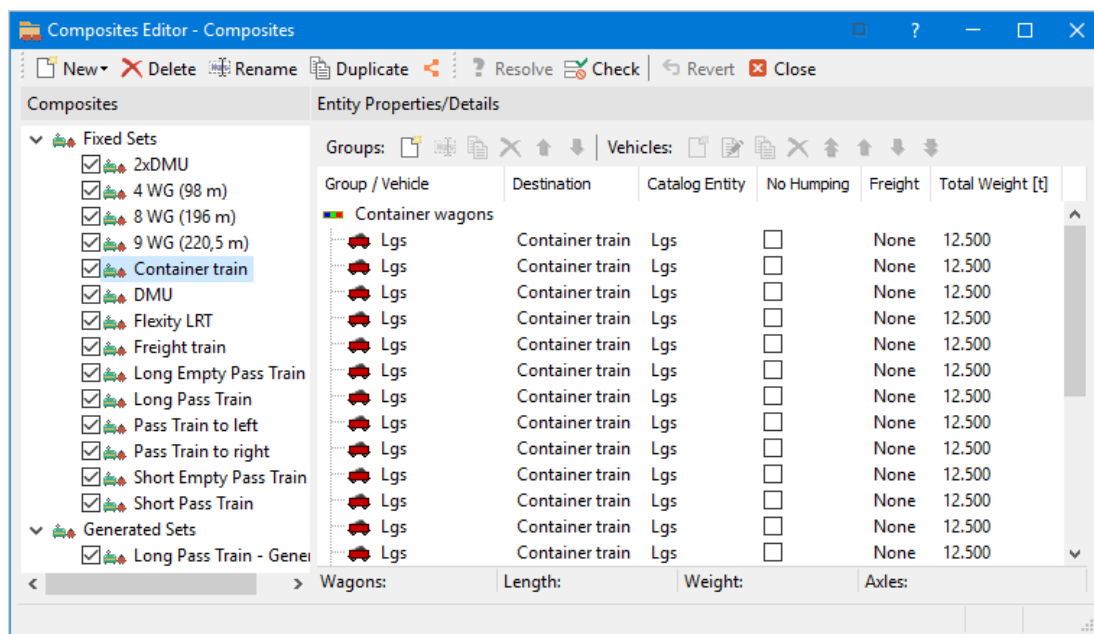 Composites Editor - Composites
?
New Delete Rename Duplicate ? Resolve Check Revert Close
Composites
Entity Properties/Details
Fixed Sets
2xDMU
4 WG (98 m)
8 WG (196 m)
9 WG (220,5 m)
Container train
DMU
Flexity LRT
Freight train
Long Empty Pass Train
Long Pass Train
Pass Train to left
Pass Train to right
Short Empty Pass Train
Short Pass Train
Generated Sets
Long Pass Train - Gener
Groups: Vehicles:
Group / Vehicle Destination Catalog Entity No Humping Freight Total Weight [t]
Container wagons
Lgs Container train Lgs None 12.500
Lgs Container train Lgs None 12.500
Lgs Container train Lgs None 12.500
Lgs Container train Lgs None 12.500
Lgs Container train Lgs None 12.500
Lgs Container train Lgs None 12.500
Lgs Container train Lgs None 12.500
Lgs Container train Lgs None 12.500
Lgs Container train Lgs None 12.500
Lgs Container train Lgs None 12.500
Lgs Container train Lgs None 12.500
Lgs Container train Lgs None 12.500
Lgs Container train Lgs None 12.500
Wagons: Length: Weight: Axles: